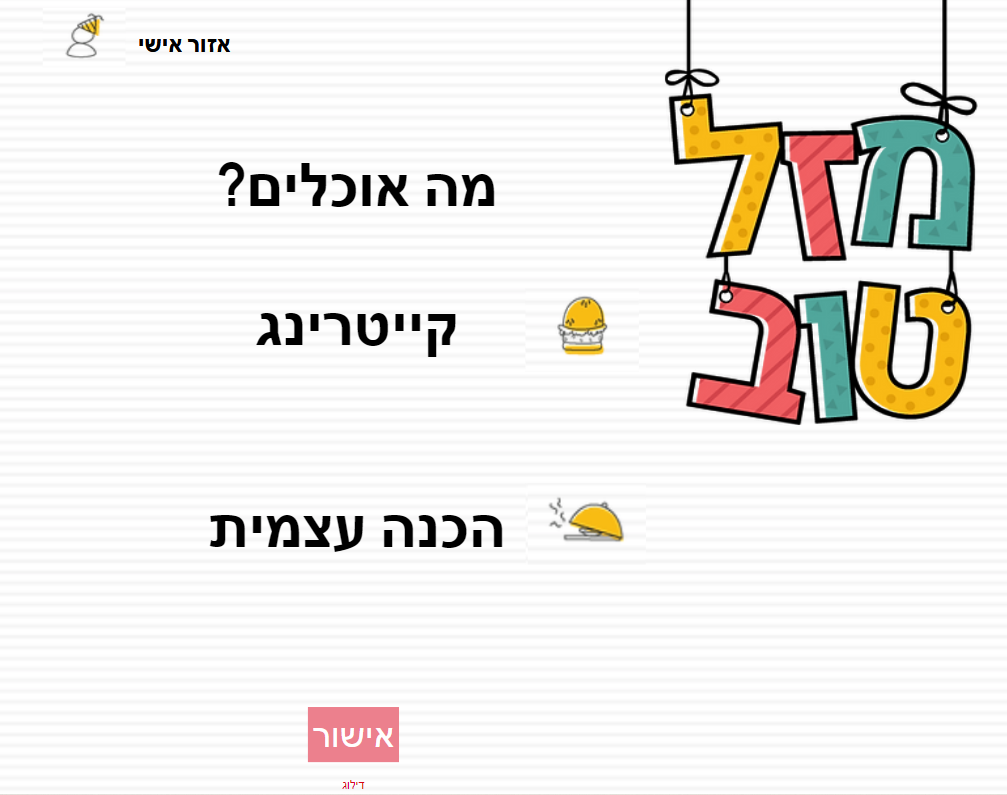 אזור אישי
מזל
טוב
מה אוכלים?
קייטרינג
הכנה עצמית
אישור
דילוג